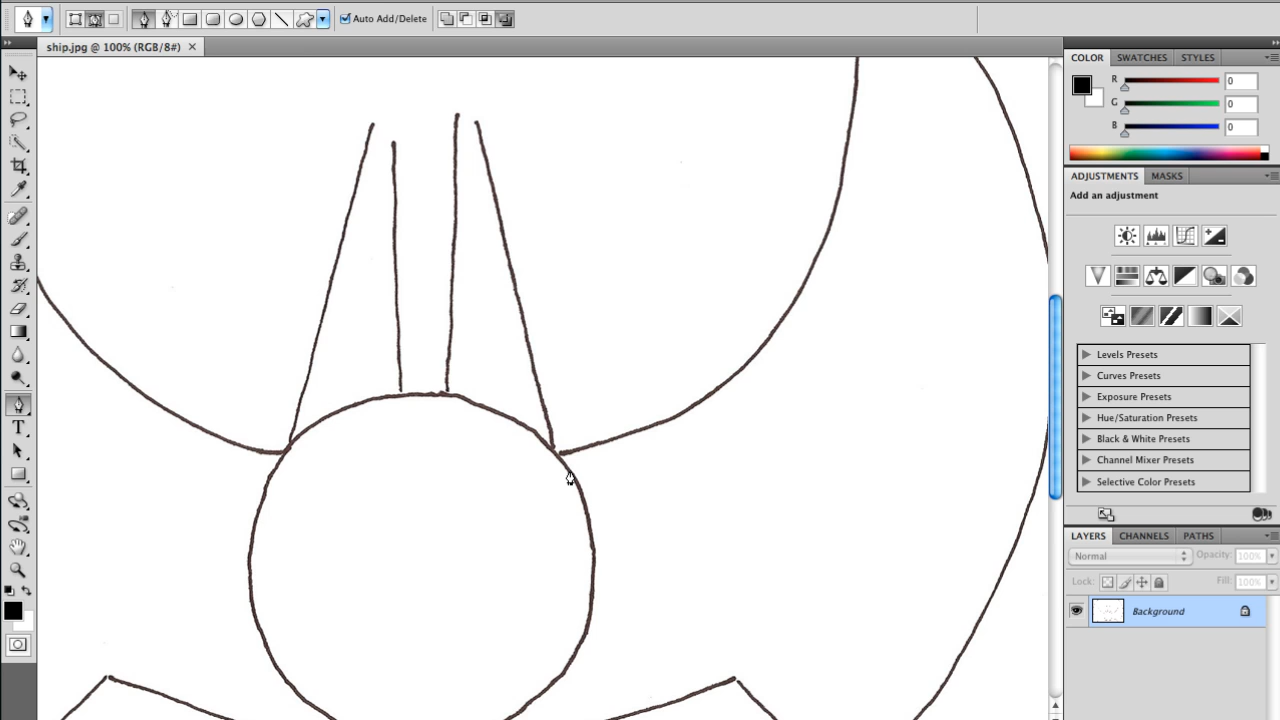 Auto Add/Delete
ship.jpg @ 100% (RGB/8#)
COLOR SWATCHES STYLES
R 0
G 0
B 0
ADJUSTMENTS MASKS
Add an adjustment
Levels Presets
Curves Presets
Exposure Presets
Hue/Saturation Presets
Black & White Presets
Channel Mixer Presets
Selective Color Presets
LAYERS CHANNELS PATHS
Normal Opacity: 100%
Lock: Fill: 100%
Background